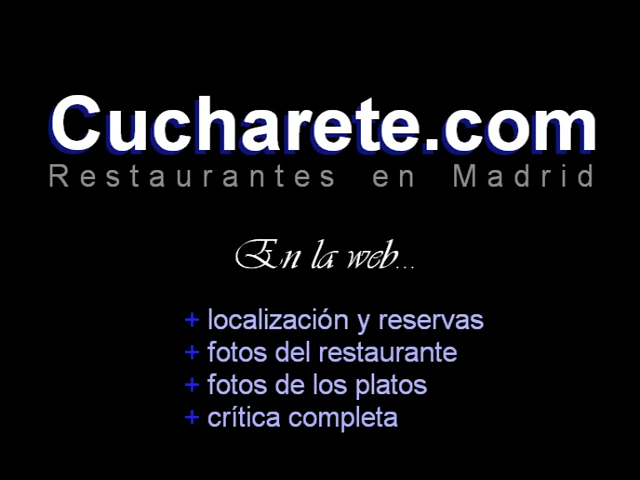 Cucharete.com
Restaurantes en Madrid
En la web...
+ localización y reservas
+ fotos del restaurante
+ fotos de los platos
+ crítica completa